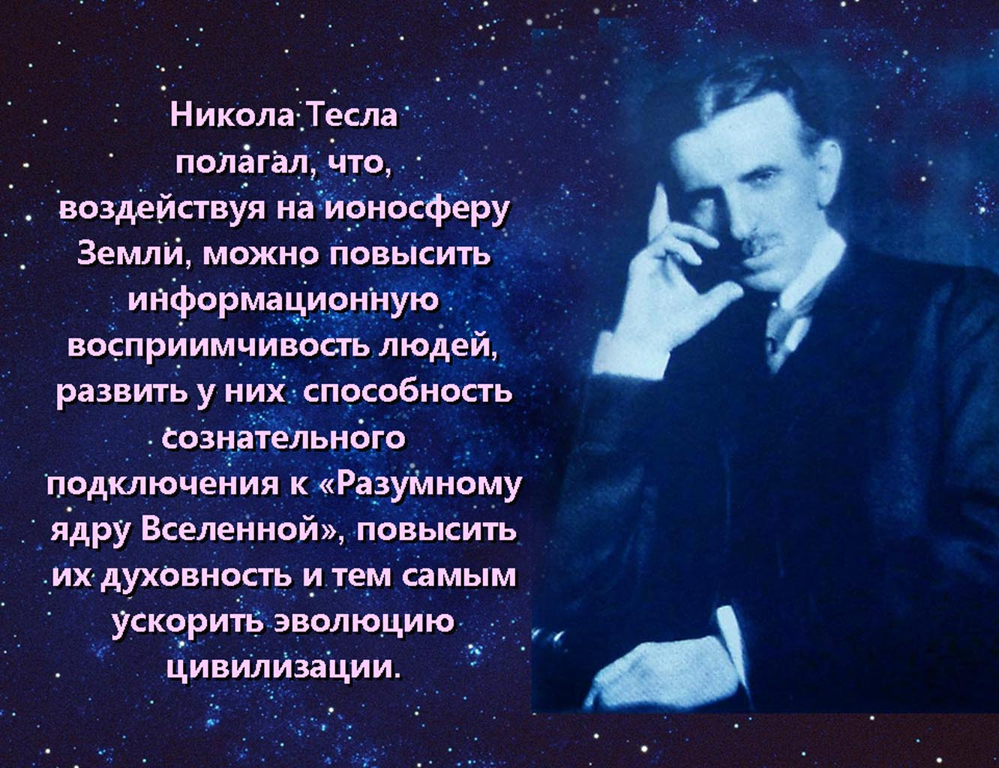 Никола Тесла
полагал, что,
воздействуя на ионосферу
Земли, можно повысить
информационную
восприимчивость людей,
развить у них способность
сознательного
подключения к «Разумному
ядру Вселенной», повысить
их духовность и тем самым
ускорить эволюцию
цивилизации.